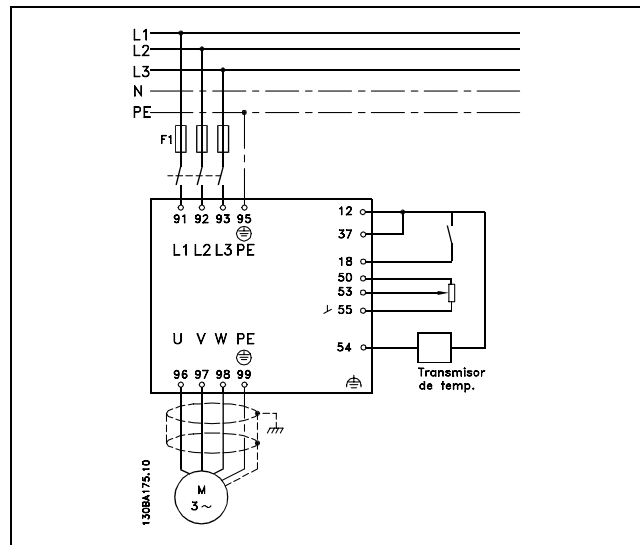 L1
L2
L3
N
PE
F1
91 92 93 95
L1 L2 L3 PE
12
37
18
50
53
55
54
Transmisor
de temp.
U V W PE
96 97 98 99
M
3~
130BA175.10